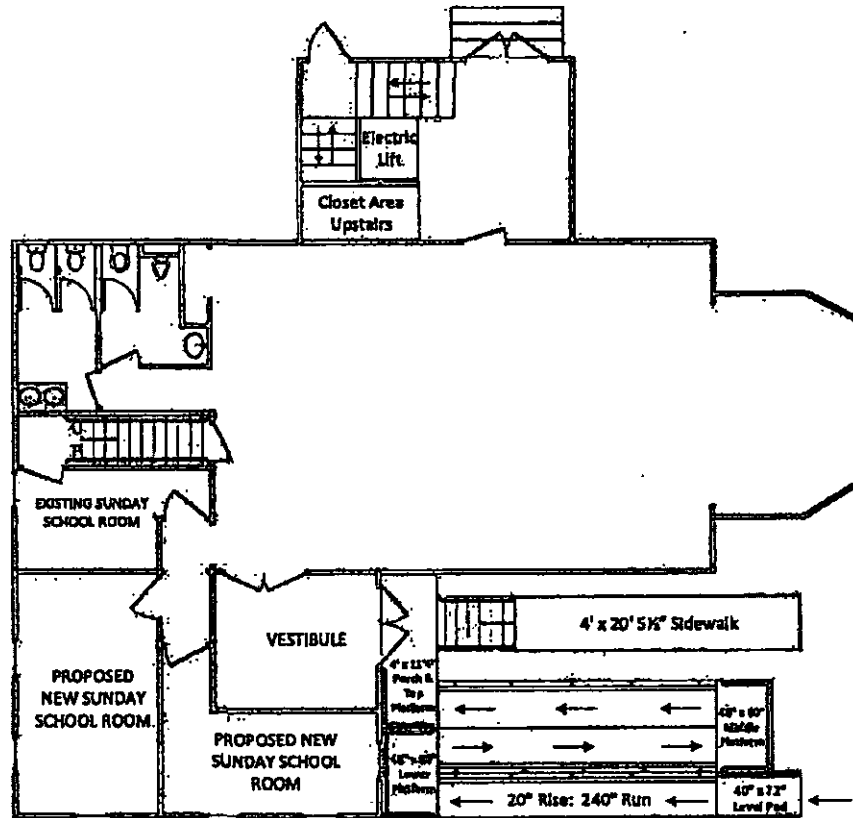 Electric
Lift
Closet Area
Upstairs
EXISTING SUNDAY
SCHOOL ROOM
VESTIBULE
4' x 20' 5½" Sidewalk
PROPOSED
NEW SUNDAY
SCHOOL ROOM
Porch &
Top
Platform
PROPOSED NEW
SUNDAY SCHOOL
ROOM
Middle
Platform
Lower
Platform
20" Rise: 240" Run
Level Pad